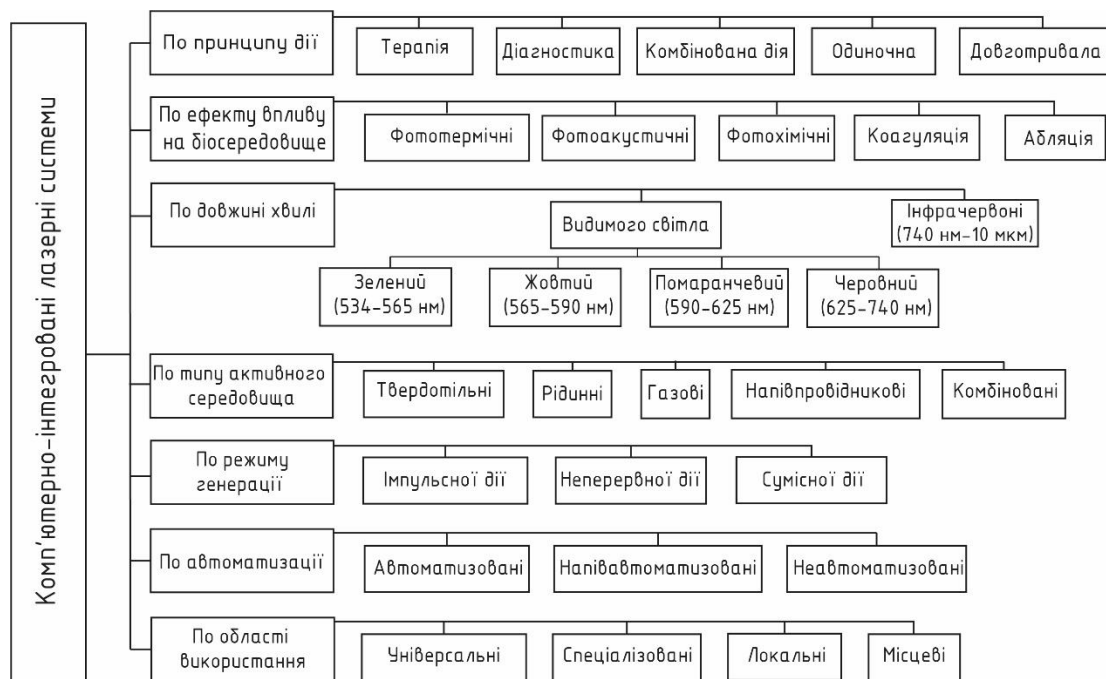 Комп'ютерно-інтегровані лазерні системи
По принципу дії
Терапія
Діагностика
Комбінована дія
Одиночна
Довготривала
По ефекту впливу
на біосередовище
Фототермічні
Фотоакустичні
Фотохімічні
Коагуляція
Абляція
По довжині хвилі
Видимого світла
Інфрачервоні
(740 нм-10 мкм)
Зелений
(534-565 нм)
Жовтий
(565-590 нм)
Помаранчевий
(590-625 нм)
Червоний
(625-740 нм)
По типу активного
середовища
Твердотільні
Рідинні
Газові
Напівпровідникові
Комбіновані
По режиму
генерації
Імпульсної дії
Неперервної дії
Сумісної дії
По автоматизації
Автоматизовані
Напівавтоматизовані
Неавтоматизовані
По області
використання
Універсальні
Спеціалізовані
Локальні
Місцеві